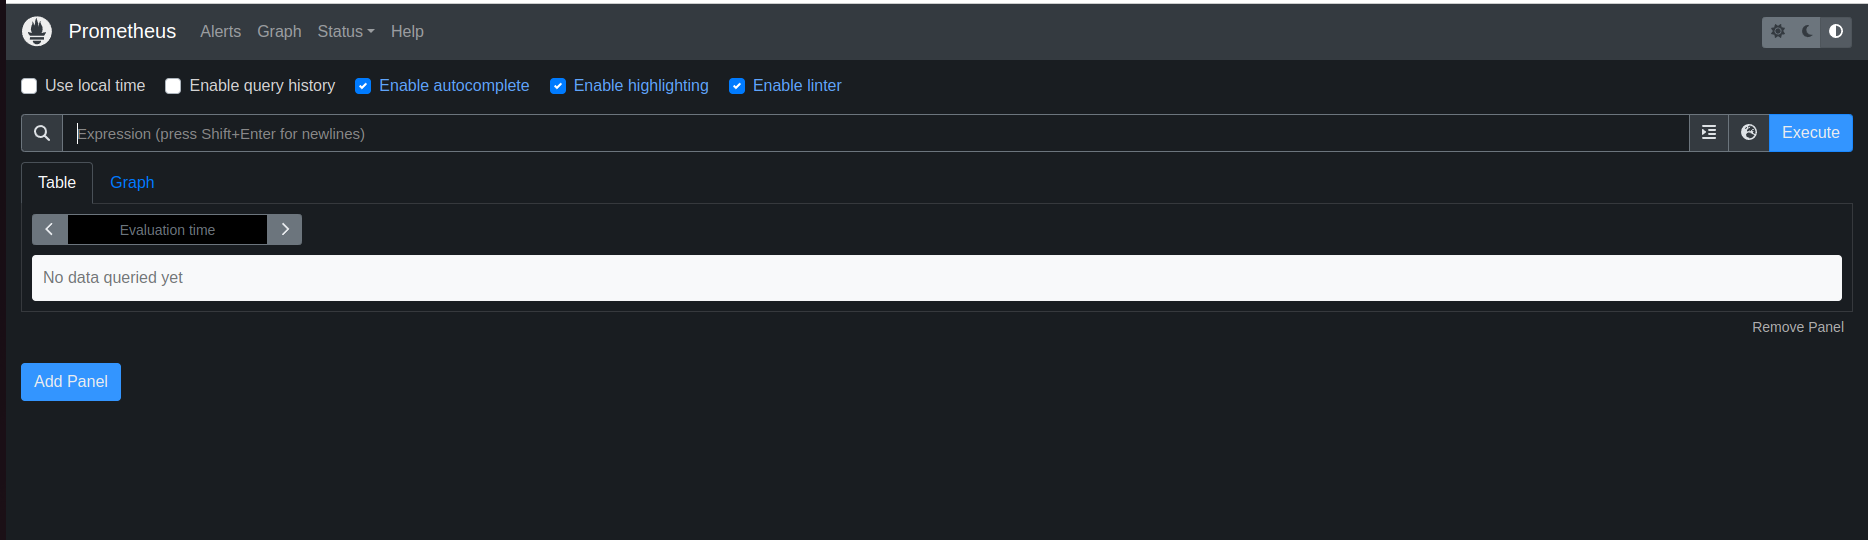 Prometheus Alerts Graph Status Help
Use local time Enable query history Enable autocomplete Enable highlighting Enable linter
Expression (press Shift+Enter for newlines) Execute
Table Graph
Evaluation time
No data queried yet
Remove Panel
Add Panel